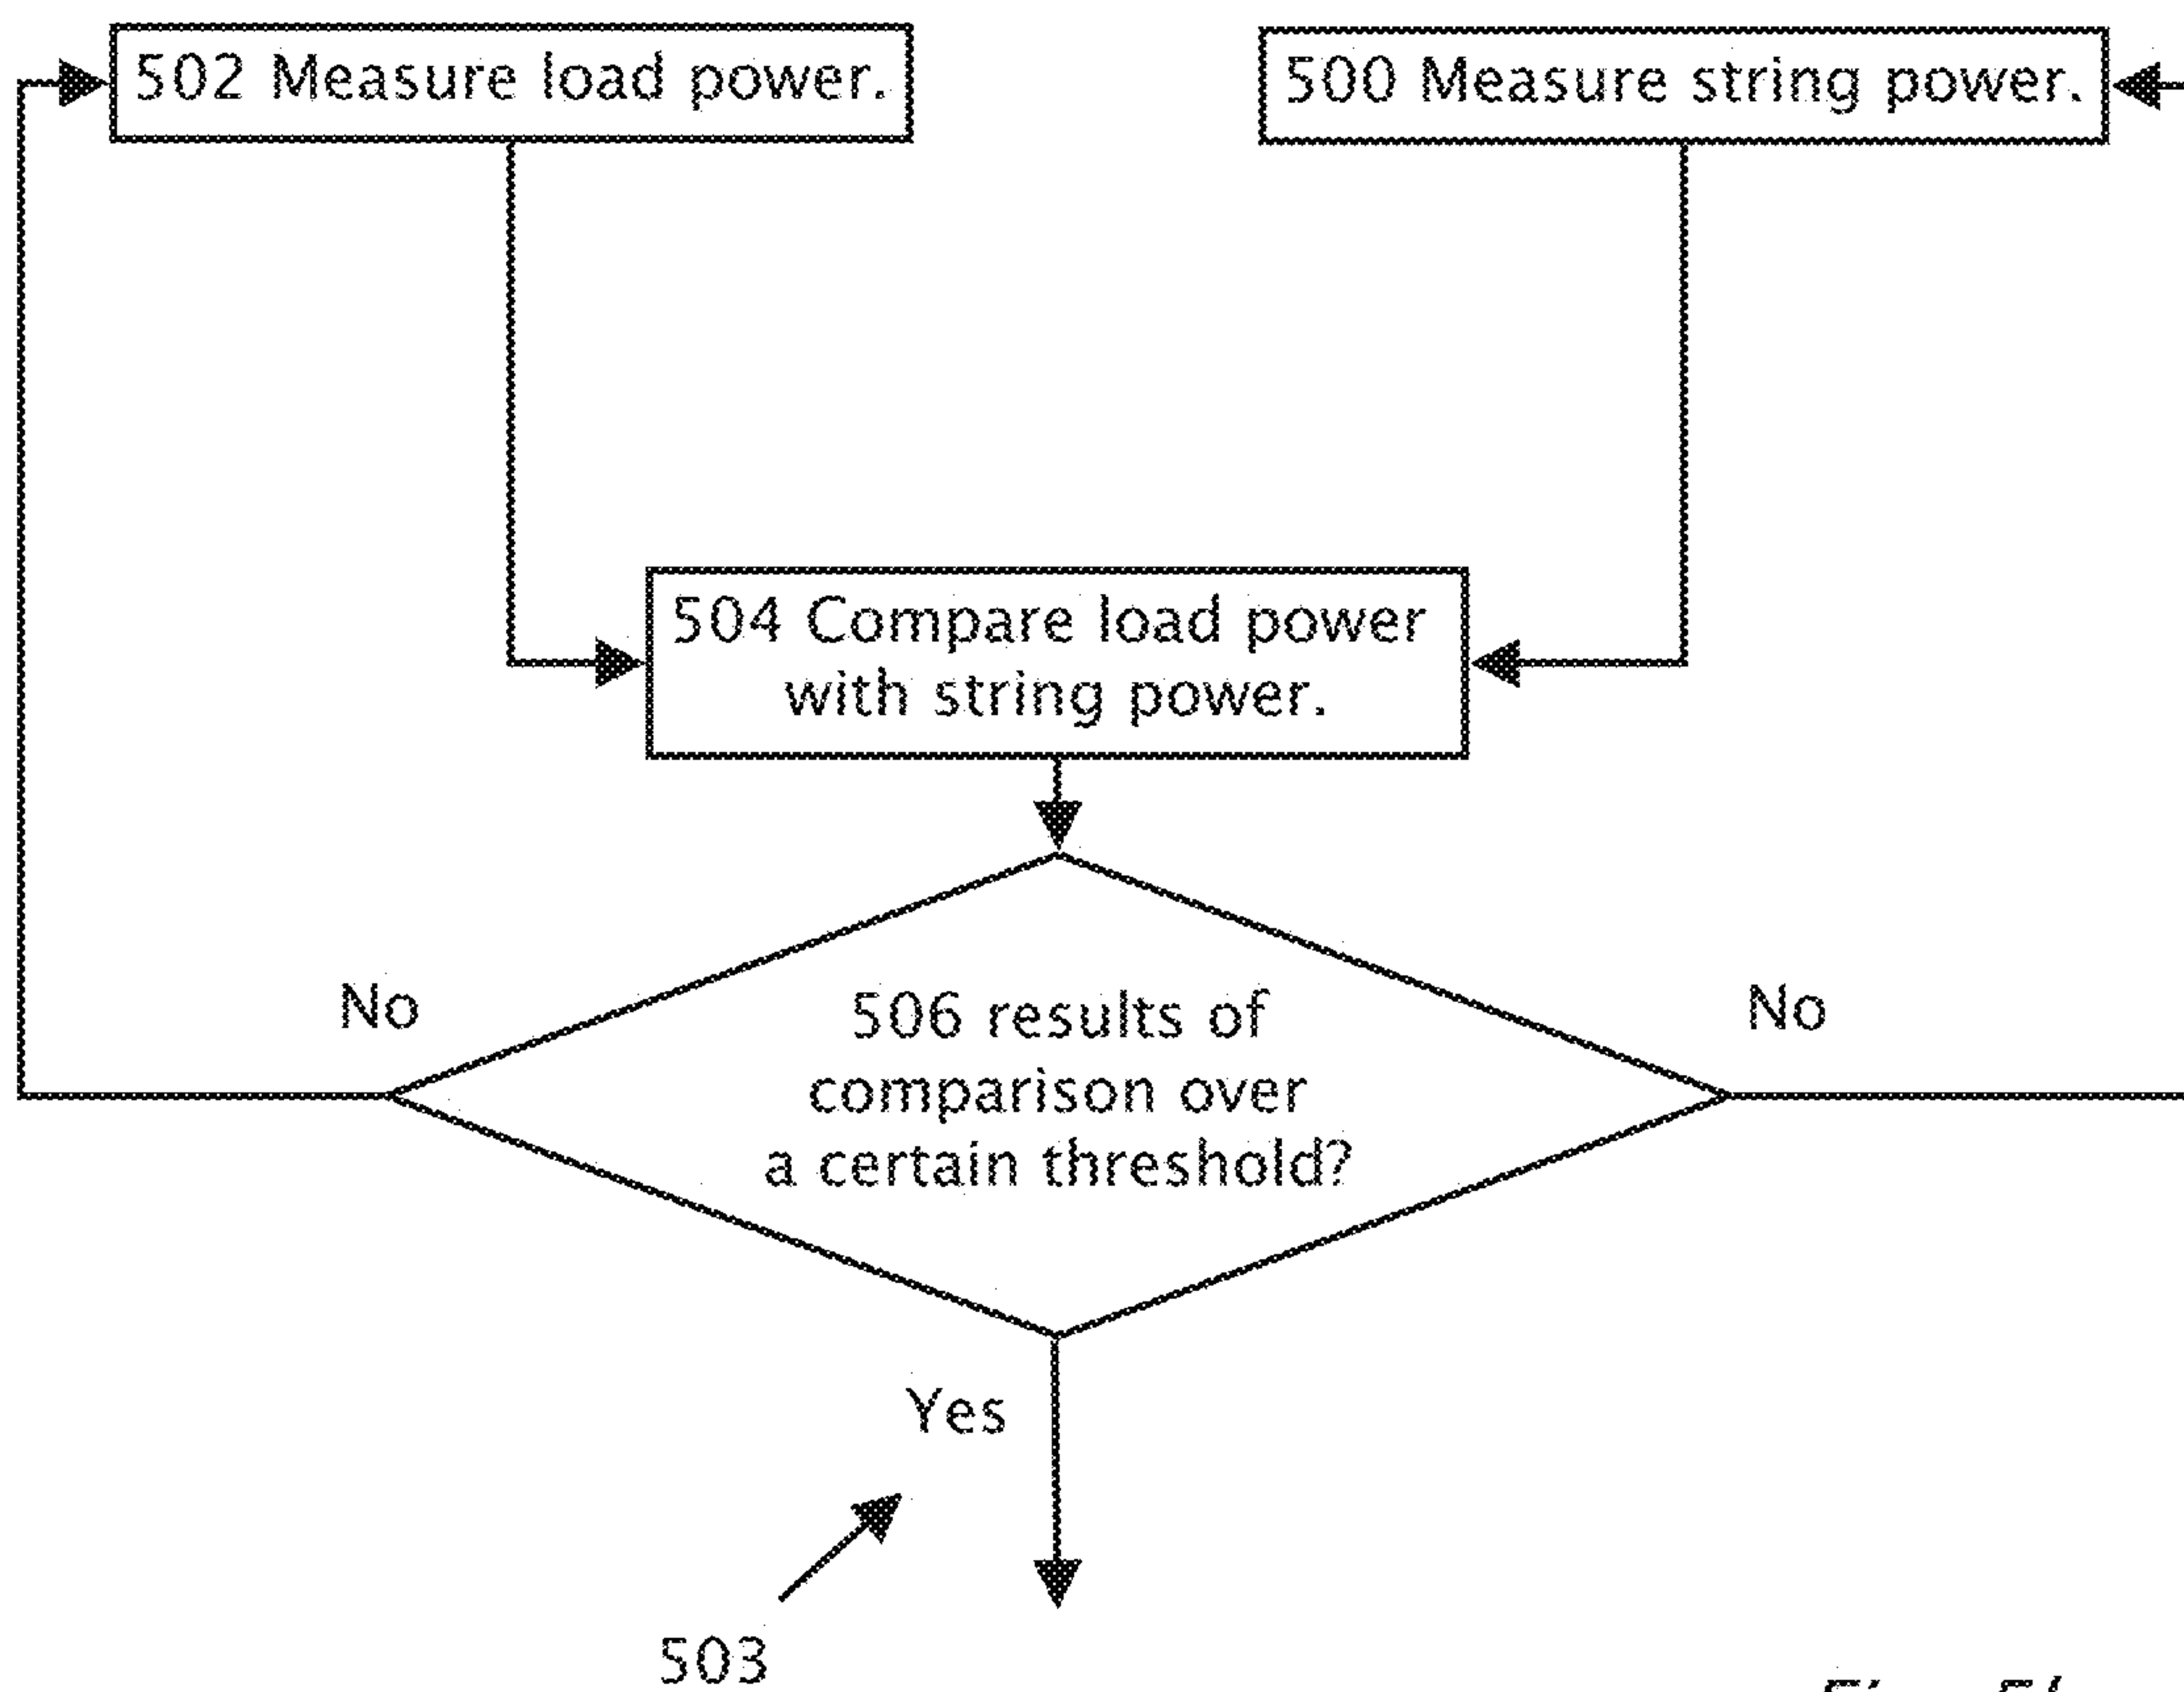 502 Measure load power.
500 Measure string power.
504 Compare load power
with string power.
No
506 results of
comparison over
a certain threshold?
No
Yes
503